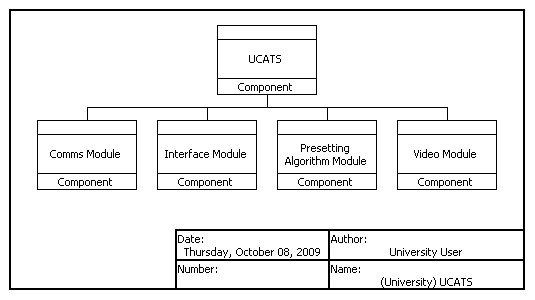 UCATS
Component
Comms Module
Component
Interface Module
Component
Presetting
Algorithm Module
Component
Video Module
Component
Date:
Thursday, October 08, 2009
Author:
University User
Number:
Name:
(University) UCATS